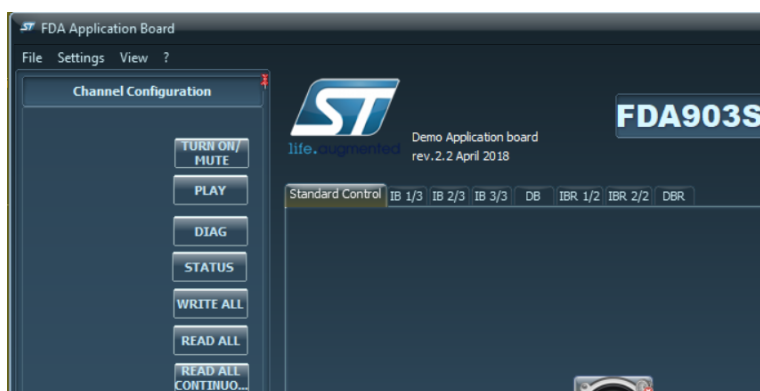 ST FDA Application Board
File Settings View ?
Channel Configuration
TURN ON/
MUTE
PLAY
DIAG
STATUS
WRITE ALL
READ ALL
READ ALL
CONTINUO...
ST
life.augmented
Demo Application board
rev.2.2 April 2018
FDA903S
Standard Control IB 1/3 IB 2/3 IB 3/3 DB IBR 1/2 IBR 2/2 DBR